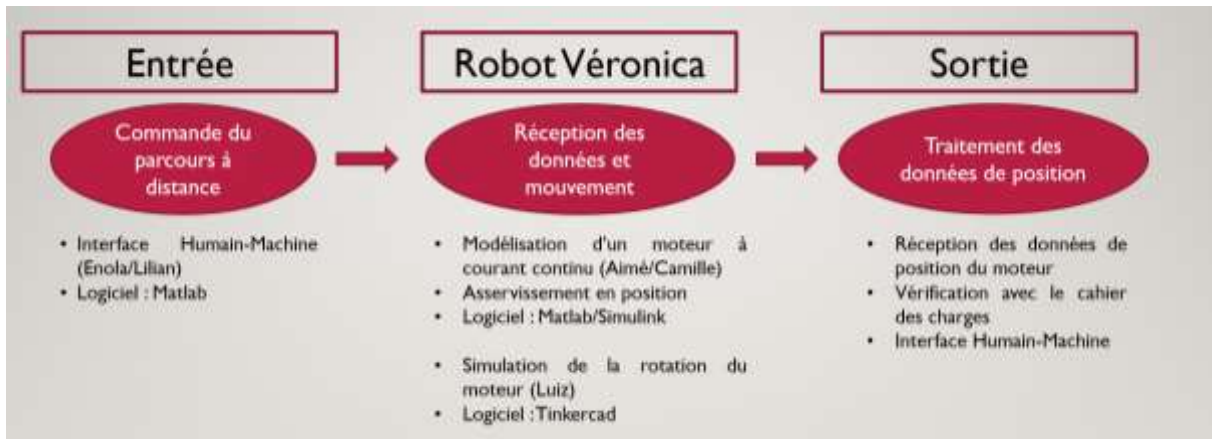 Entrée
Commande du
parcours à
distance
• Interface Humain-Machine
(Enola/Lilian)
• Logiciel : Matlab
Robot Véronica
Réception des
données et
mouvement
• Modélisation d'un moteur à
courant continu (Aimé/Camille)
• Asservissement en position
• Logiciel : Matlab/Simulink
• Simulation de la rotation du
moteur (Luiz)
• Logiciel : Tinkercad
Sortie
Traitement des
données de position
• Réception des données de
position du moteur
• Vérification avec le cahier
des charges
• Interface Humain-Machine